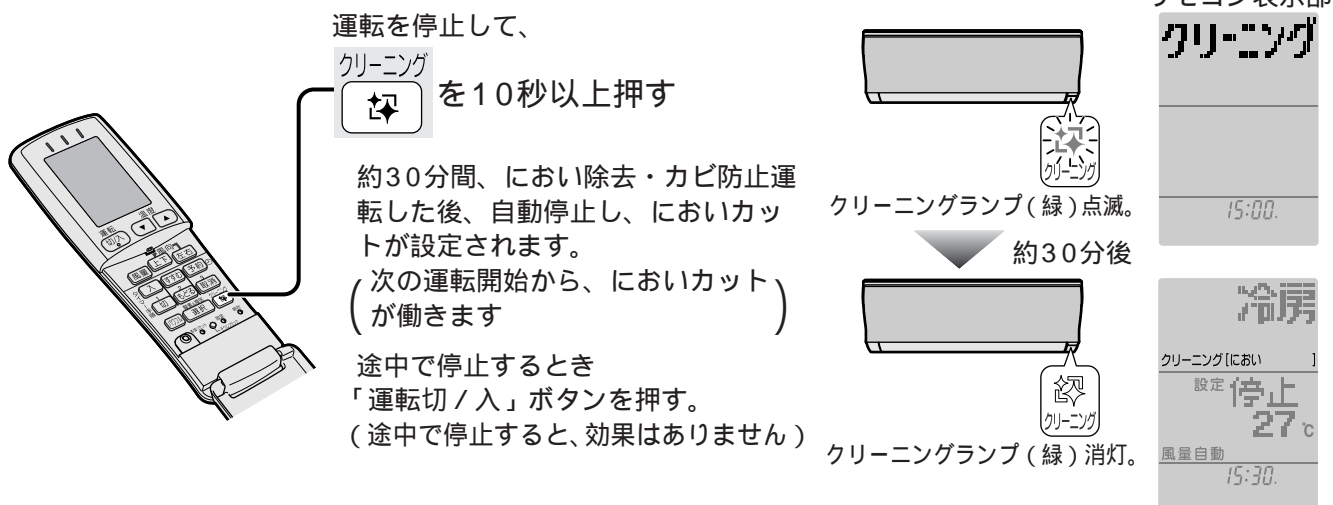 リモコン表示部
運転を停止して、
クリーニング
を10秒以上押す
約30分間、におい除去・カビ防止運
転した後、自動停止し、においカッ
トが設定されます。
(次の運転開始から、においカット
が働きます)
途中で停止するとき
「運転切/入」ボタンを押す。
(途中で停止すると、効果はありません)
クリーニング
クリーニングランプ(緑)点滅。
約30分後
クリーニング
クリーニングランプ(緑)消灯。
クリーニング
15:00.
冷房
クリーニング[におい ]
設定 停止
27℃
風量自動
15:30.